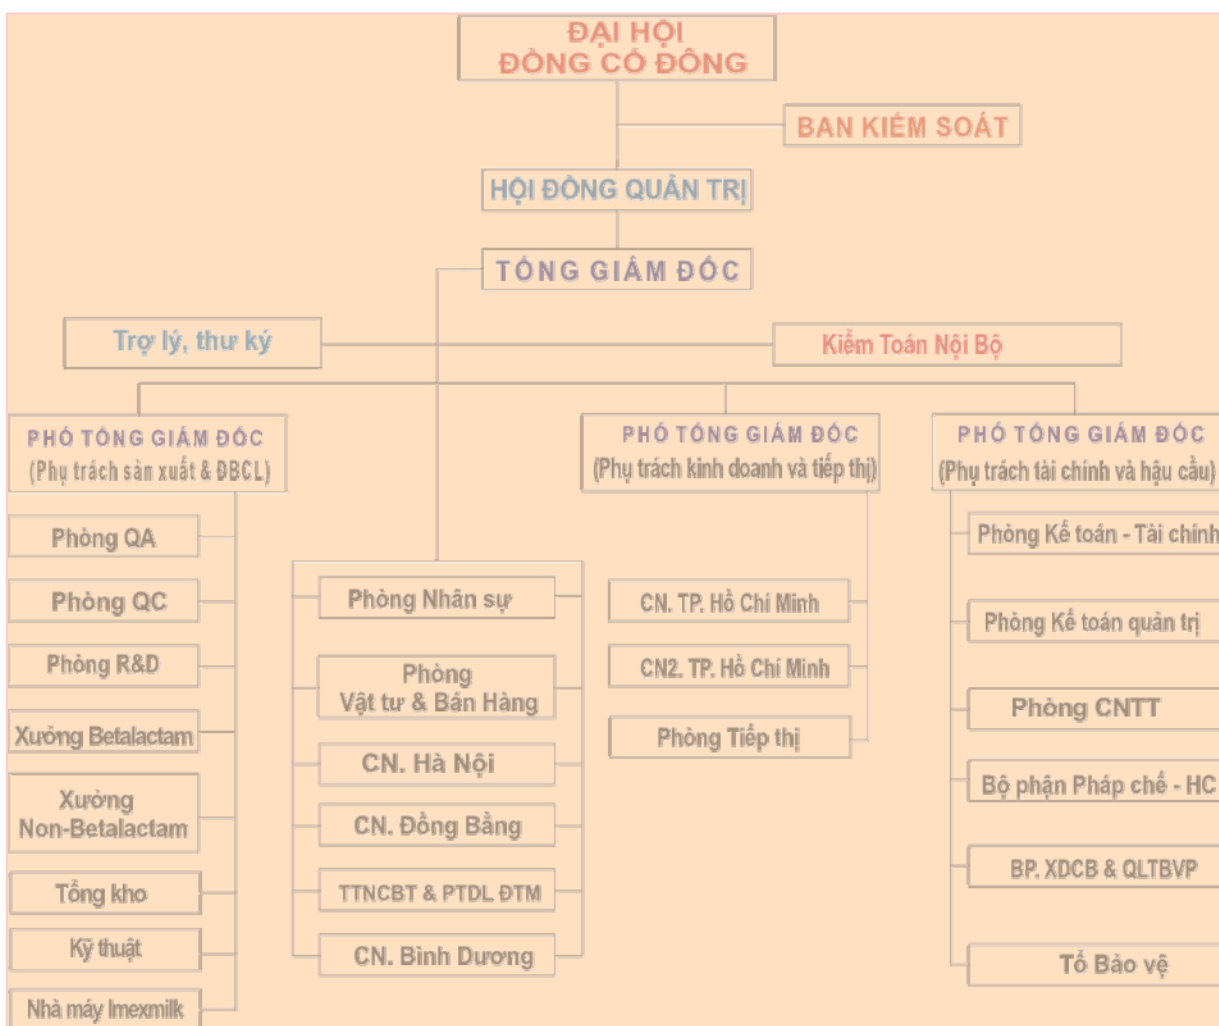 ĐẠI HỘI
ĐỒNG CỔ ĐÔNG
BAN KIỂM SOÁT
HỘI ĐỒNG QUẢN TRỊ
TỔNG GIÁM ĐỐC
Trợ lý, thư ký
Kiểm Toán Nội Bộ
PHÓ TỔNG GIÁM ĐỐC
(Phụ trách sản xuất & ĐBCL)
Phòng QA
Phòng QC
Phòng R&D
Xưởng Betalactam
Xưởng
Non-Betalactam
Tổng kho
Kỹ thuật
Nhà máy Imexmilk
Phòng Nhân sự
Phòng
Vật tư & Bán Hàng
CN. Hà Nội
CN. Đồng Bằng
TTNCBT & PTDL ĐTM
CN. Bình Dương
PHÓ TỔNG GIÁM ĐỐC
(Phụ trách kinh doanh và tiếp thị)
CN. TP. Hồ Chí Minh
CN2. TP. Hồ Chí Minh
Phòng Tiếp thị
PHÓ TỔNG GIÁM ĐỐC
(Phụ trách tài chính và hậu cầu)
Phòng Kế toán - Tài chính
Phòng Kế toán quản trị
Phòng CNTT
Bộ phận Pháp chế - HC
BP. XDCB & QLTBVP
Tổ Bảo vệ